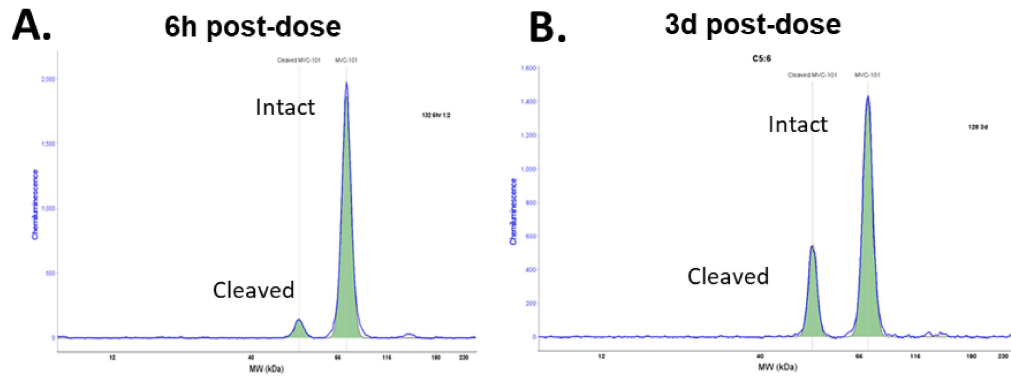 A.
6h post-dose
Cleaved MVC-101
MVC-101
2,000
Intact
132 6hr 1:2
1,500
Chemiluminescence
1,000
500
Cleaved
0
12
40
66
116
180
230
MW (kDa)
B.
3d post-dose
C5:6
1,600
Cleaved MVC-101
MVC-101
1,400
Intact
128 3d
1,200
1,000
Chemiluminescence
800
600
Cleaved
400
200
0
12
40
66
116
180
230
MW (kDa)